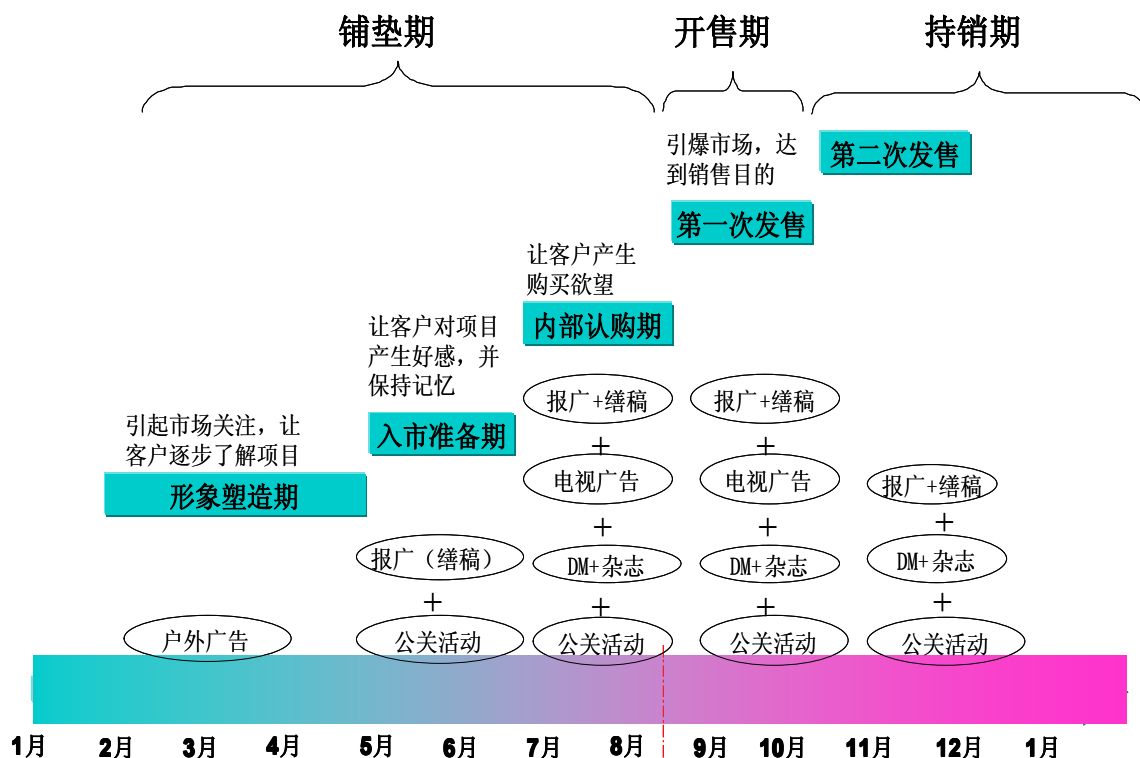 铺垫期
开售期
持销期
引爆市场，达
到销售目的
第二次发售
第一次发售
让客户产生
购买欲望
内部认购期
让客户对项目
产生好感，并
保持记忆
入市准备期
引起市场关注，让
客户逐步了解项目
形象塑造期
报广+缮稿
报广+缮稿
+
+
电视广告
电视广告
报广+缮稿
+
+
+
报广（缮稿）
DM+杂志
DM+杂志
DM+杂志
+
+
+
+
户外广告
公关活动
公关活动
公关活动
公关活动
1月
2月
3月
4月
5月
6月
7月
8月
9月
10月
11月
12月
1月